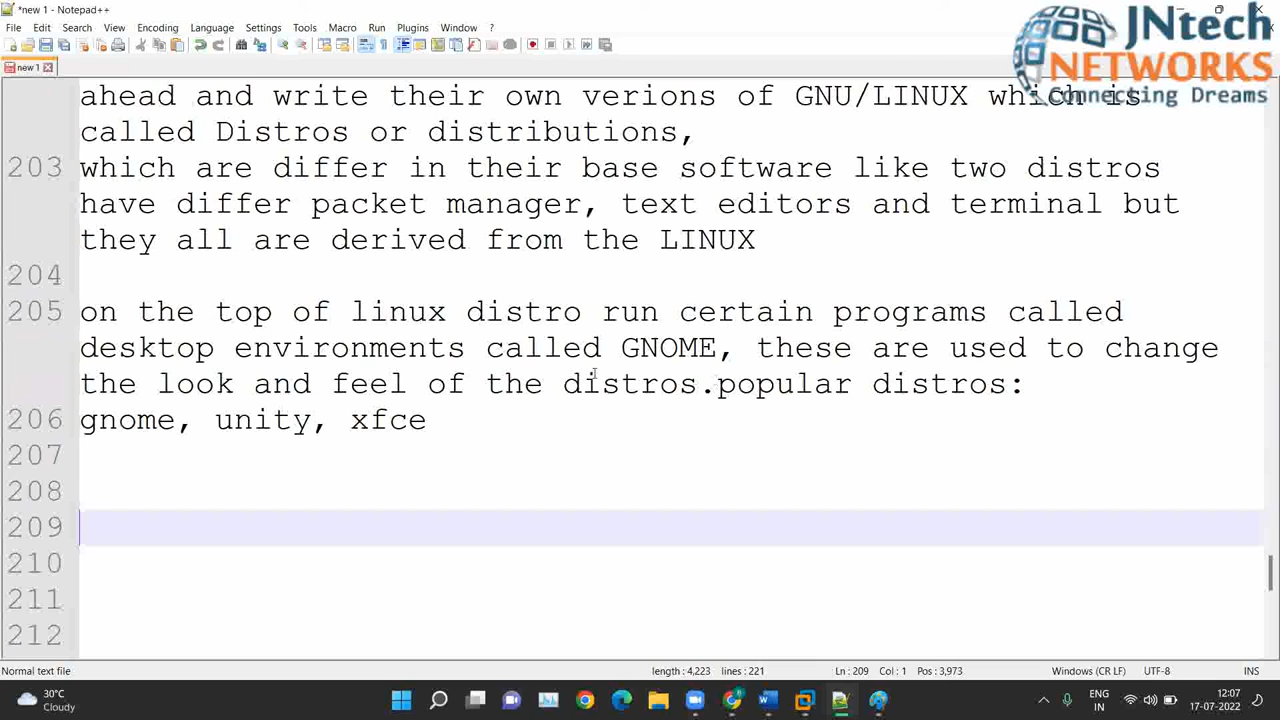 *new 1 - Notepad++
File Edit Search View Encoding Language Settings Tools Macro Run Plugins Window ?
new 1
JNtech
NETWORKS
Connecting Dreams
ahead and write their own verions of GNU/LINUX which is
called Distros or distributions,
203 which are differ in their base software like two distros
have differ packet manager, text editors and terminal but
they all are derived from the LINUX
204
205 on the top of linux distro run certain programs called
desktop environments called GNOME, these are used to change
the look and feel of the distros.popular distros:
206 gnome, unity, xfce
207
208
209
210
211
212
Normal text file length : 4,223 lines : 221 Ln : 209 Col : 1 Pos : 3,973 Windows (CR LF) UTF-8 INS
30°C ENG 12:07
Cloudy IN 17-07-2022